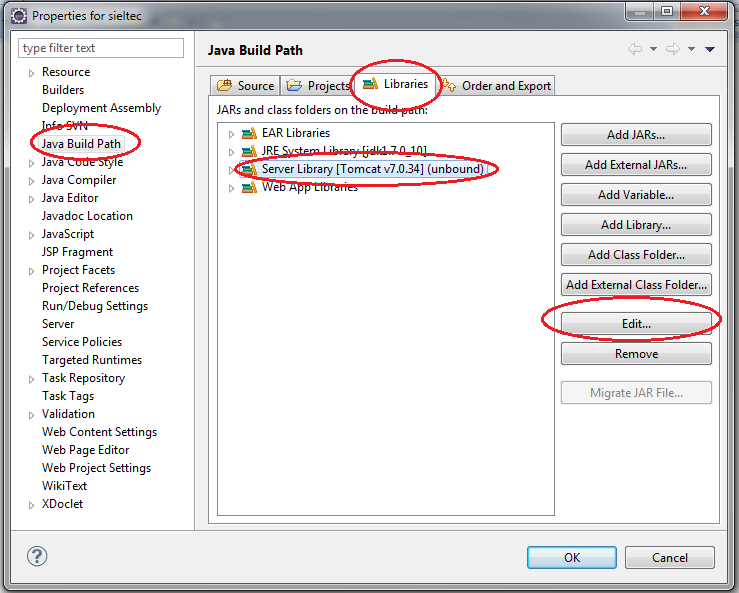 Properties for sieltec
type filter text
Resource
Builders
Deployment Assembly
Info SVN
Java Build Path
Java Code Style
Java Compiler
Java Editor
Javadoc Location
JavaScript
JSP Fragment
Project Facets
Project References
Run/Debug Settings
Server
Service Policies
Targeted Runtimes
Task Repository
Task Tags
Validation
Web Content Settings
Web Page Editor
Web Project Settings
WikiText
XDoclet
Java Build Path
Source Projects Libraries Order and Export
JARs and class folders on the build path:
EAR Libraries
JRE System Library [jdk1.7.0_10]
Server Library [Tomcat v7.0.34] (unbound)
Web App Libraries
Add JARs...
Add External JARs...
Add Variable...
Add Library...
Add Class Folder...
Add External Class Folder...
Edit...
Remove
Migrate JAR File...
OK Cancel